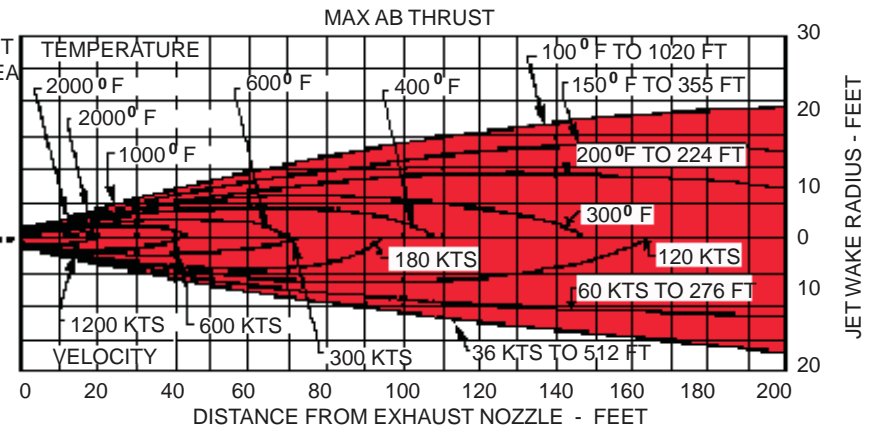 MAX AB THRUST
T
EA
TEMPERATURE
2000⁰ F
2000⁰ F
1000⁰ F
600⁰ F
400⁰ F
100⁰ F TO 1020 FT
150⁰ F TO 355 FT
200⁰F TO 224 FT
300⁰ F
180 KTS
120 KTS
60 KTS TO 276 FT
1200 KTS
600 KTS
300 KTS
36 KTS TO 512 FT
VELOCITY
30
20
10
0
10
20
JET WAKE RADIUS - FEET
0 20 40 60 80 100 120 140 160 180 200
DISTANCE FROM EXHAUST NOZZLE - FEET